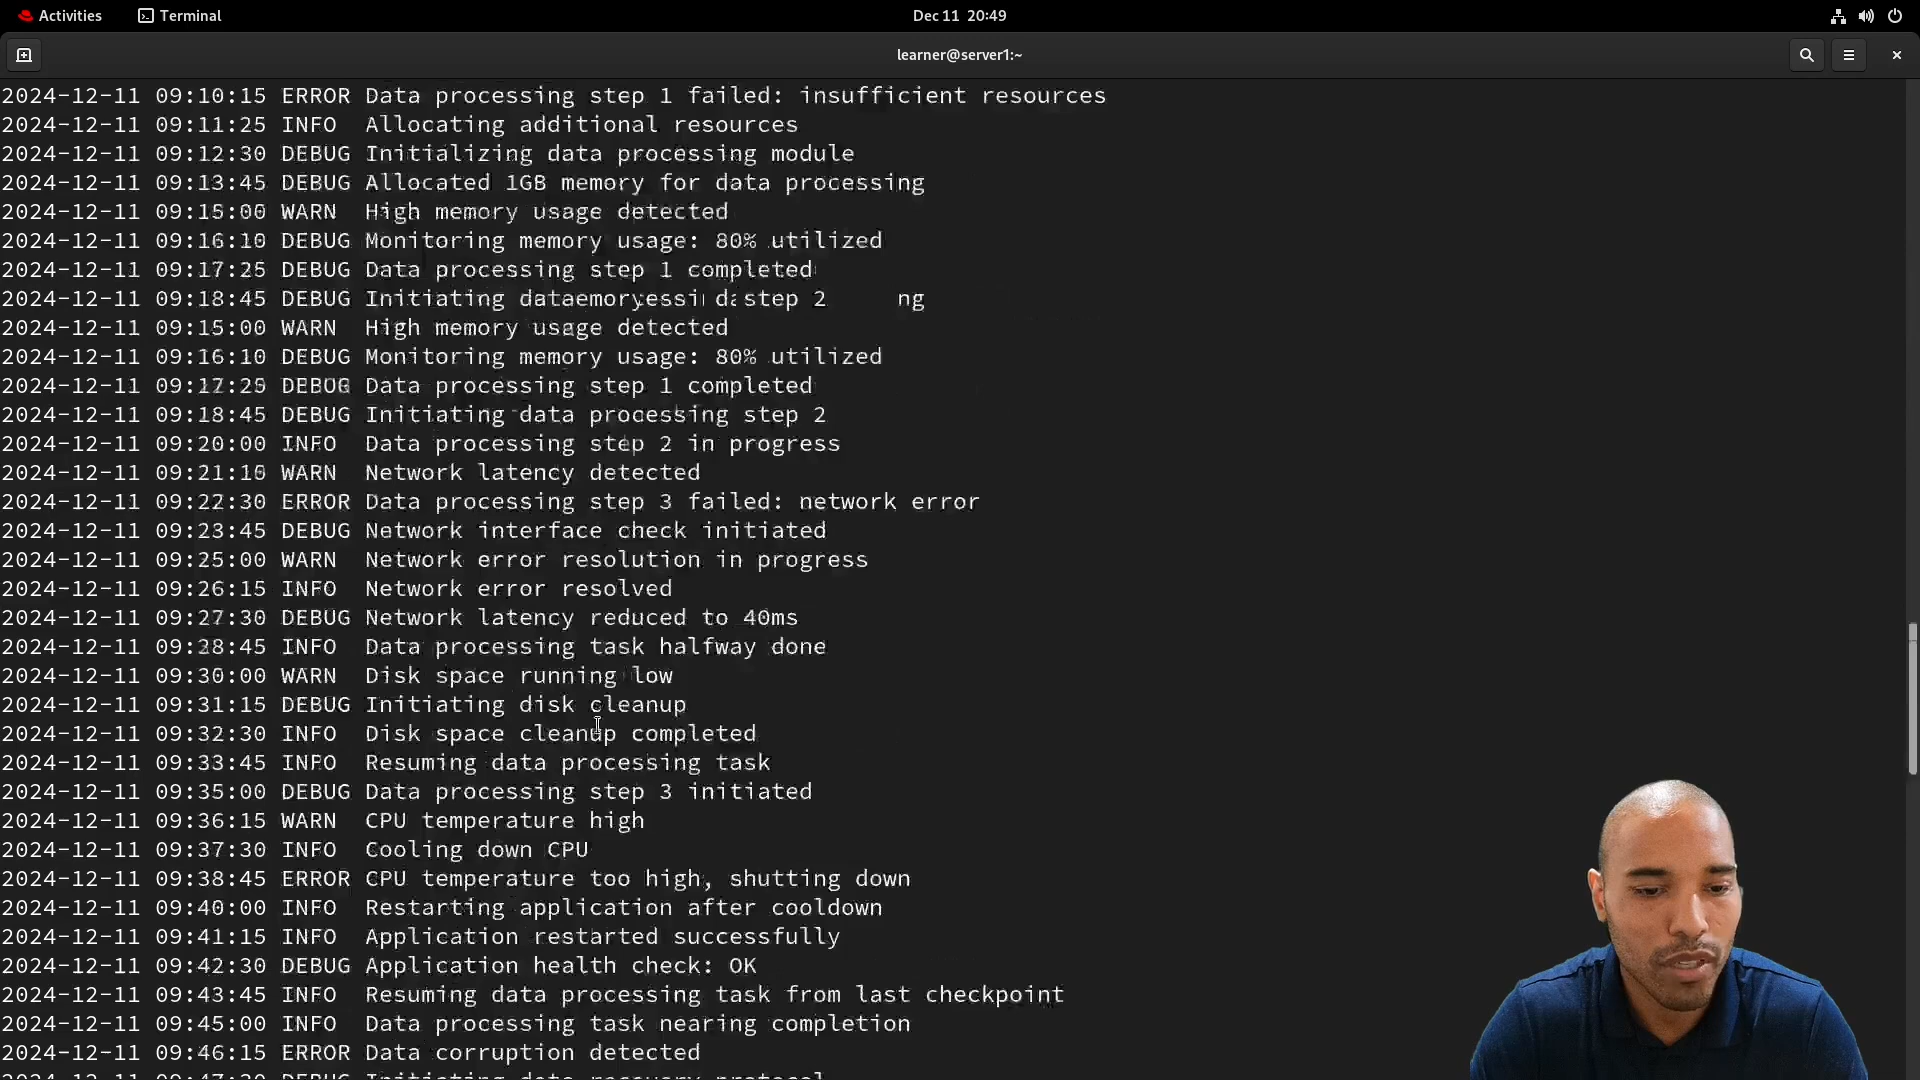 Activities Terminal Dec 11 20:49
learner@server1:~
2024-12-11 09:10:15 ERROR Data processing step 1 failed: insufficient resources
2024-12-11 09:11:25 INFO Allocating additional resources
2024-12-11 09:12:30 DEBUG Initializing data processing module
2024-12-11 09:13:45 DEBUG Allocated 1GB memory for data processing
2024-12-11 09:15:00 WARN High memory usage detected
2024-12-11 09:16:10 DEBUG Monitoring memory usage: 80% utilized
2024-12-11 09:17:25 DEBUG Data processing step 1 completed
2024-12-11 09:18:45 DEBUG Initiating step 2 ng
2024-12-11 09:15:00 WARN High memory usage detected
2024-12-11 09:16:10 DEBUG Monitoring memory usage: 80% utilized
2024-12-11 09:17:25 DEBUG Data processing step 1 completed
2024-12-11 09:18:45 DEBUG Initiating data processing step 2
2024-12-11 09:20:00 INFO Data processing step 2 in progress
2024-12-11 09:21:15 WARN Network latency detected
2024-12-11 09:22:30 ERROR Data processing step 3 failed: network error
2024-12-11 09:23:45 DEBUG Network interface check initiated
2024-12-11 09:25:00 WARN Network error resolution in progress
2024-12-11 09:26:15 INFO Network error resolved
2024-12-11 09:27:30 DEBUG Network latency reduced to 40ms
2024-12-11 INFO Data processing task halfway done
2024-12-11 09:30:00 WARN Disk space running low
2024-12-11 09:31:15 DEBUG Initiating disk cleanup
2024-12-11 09:32:30 INFO Disk space cleanup completed
2024-12-11 09:33:45 INFO Resuming data processing task
2024-12-11 09:35:00 DEBUG Data processing step 3 initiated
2024-12-11 09:36:15 WARN CPU temperature high
2024-12-11 09:37:30 INFO Cooling down CPU
2024-12-11 09:38:45 ERROR CPU temperature too high, shutting down
2024-12-11 09:40:00 INFO Restarting application after cooldown
2024-12-11 09:41:15 INFO Application restarted successfully
2024-12-11 09:42:30 DEBUG Application health check: OK
2024-12-11 09:43:45 INFO Resuming data processing task from last checkpoint
2024-12-11 09:45:00 INFO Data processing task nearing completion
2024-12-11 09:46:15 ERROR Data corruption detected
2024-12-11 09:47:30 DEBUG Initiating data recovery protocol